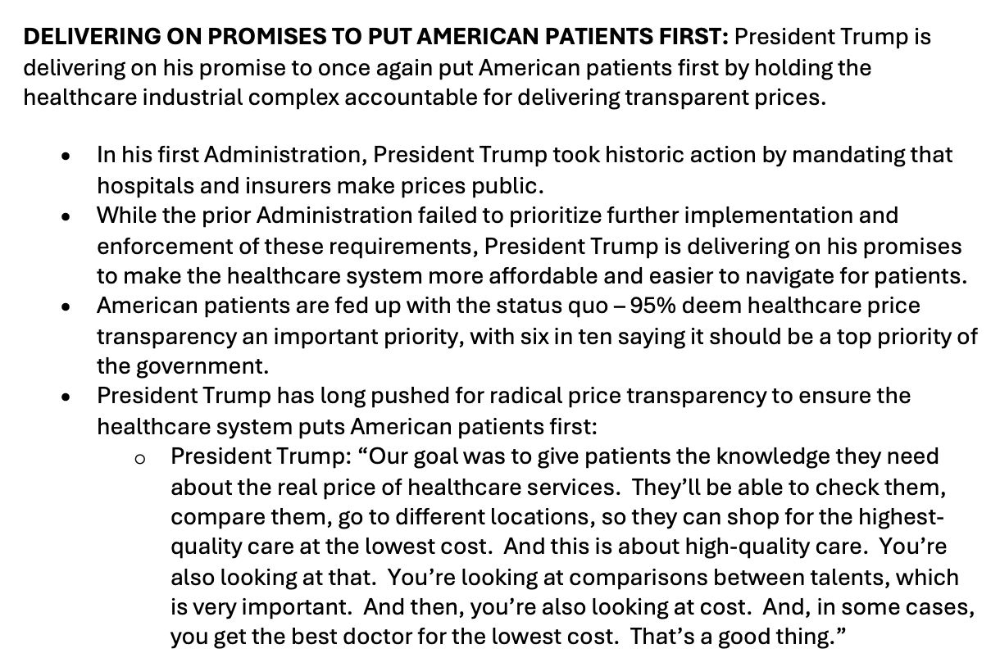 DELIVERING ON PROMISES TO PUT AMERICAN PATIENTS FIRST: President Trump is
delivering on his promise to once again put American patients first by holding the
healthcare industrial complex accountable for delivering transparent prices.
• In his first Administration, President Trump took historic action by mandating that
hospitals and insurers make prices public.
• While the prior Administration failed to prioritize further implementation and
enforcement of these requirements, President Trump is delivering on his promises
to make the healthcare system more affordable and easier to navigate for patients.
• American patients are fed up with the status quo – 95% deem healthcare price
transparency an important priority, with six in ten saying it should be a top priority of
the government.
• President Trump has long pushed for radical price transparency to ensure the
healthcare system puts American patients first:
o President Trump: “Our goal was to give patients the knowledge they need
about the real price of healthcare services.  They’ll be able to check them,
compare them, go to different locations, so they can shop for the highest-
quality care at the lowest cost.  And this is about high-quality care.  You’re
also looking at that.  You’re looking at comparisons between talents, which
is very important.  And then, you’re also looking at cost.  And, in some cases,
you get the best doctor for the lowest cost.  That’s a good thing.”